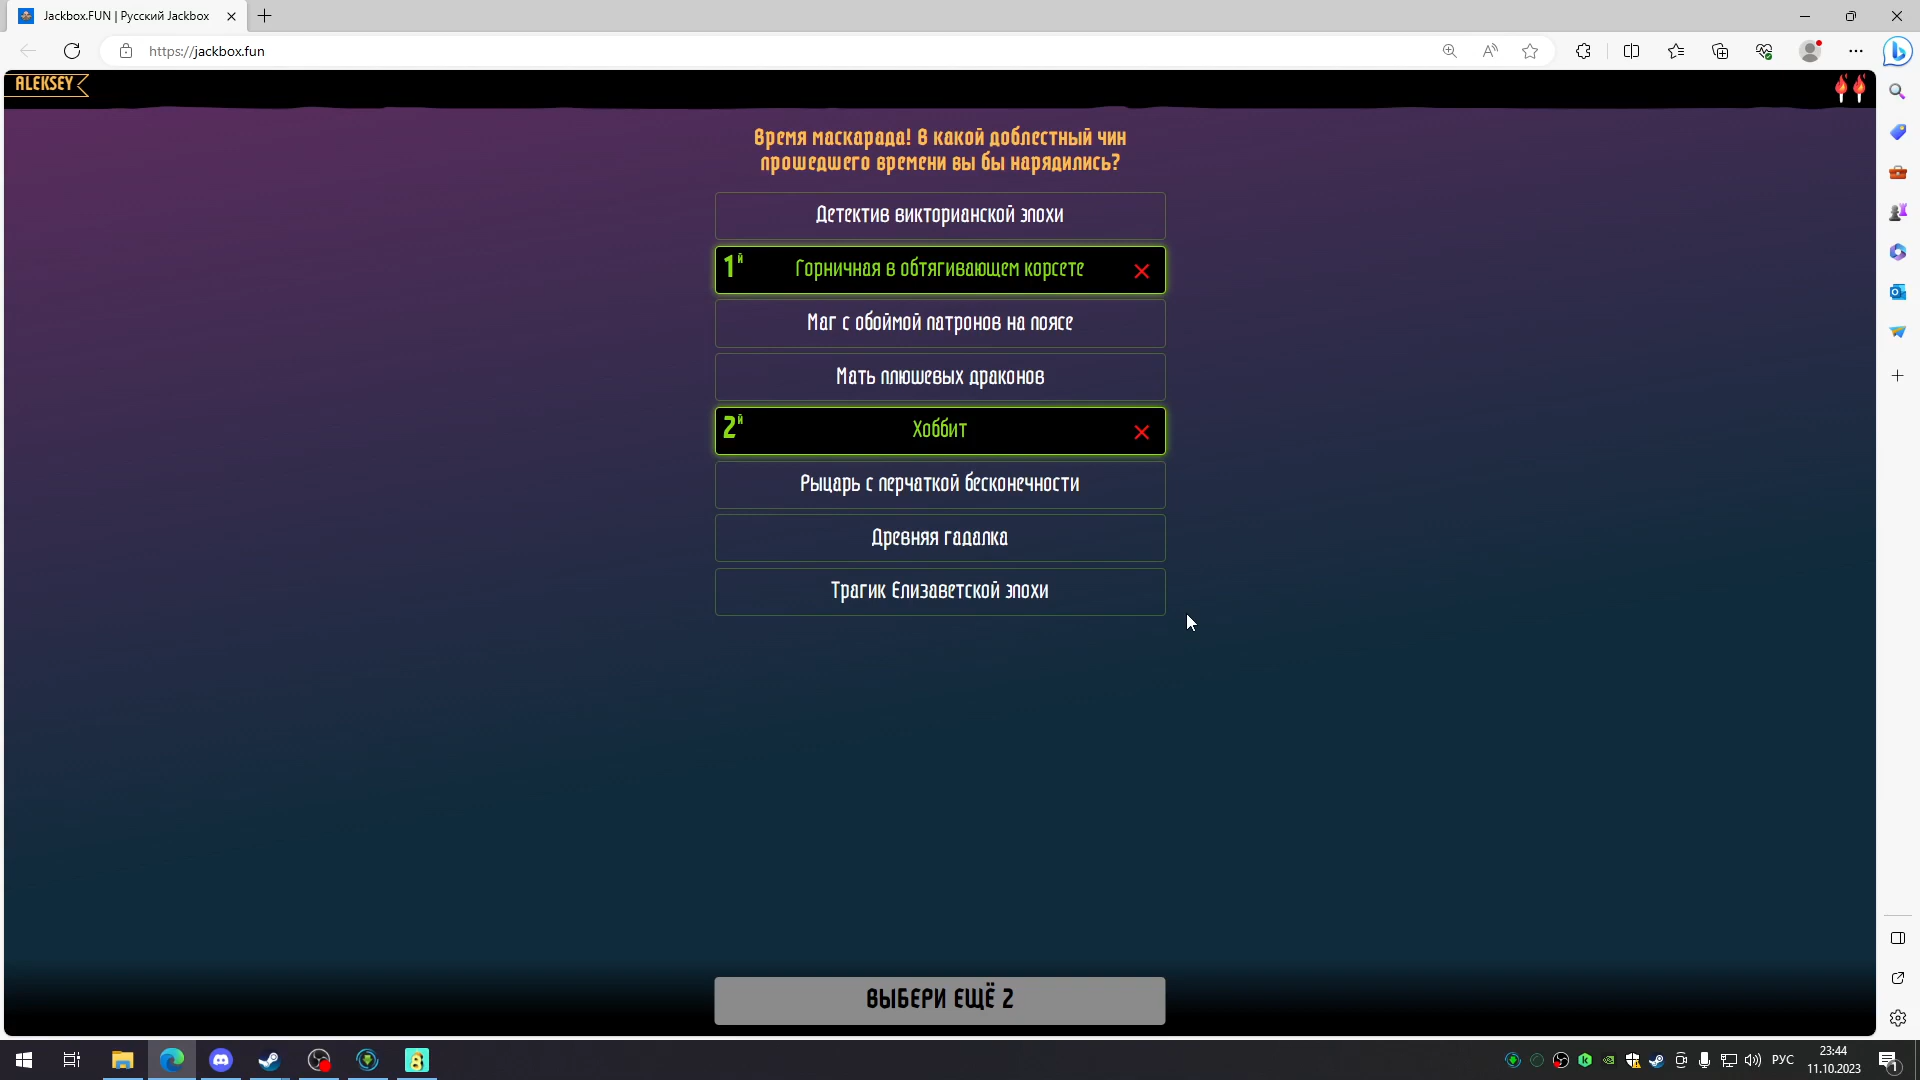 Jackbox.FUN | Русский Jackbox
https://jackbox.fun
ALEKSEY
Время маскарада! В какой доблестный чин
прошедшего времени вы бы нарядились?
Детектив викторианской эпохи
1й Горничная в обтягивающем корсете
Маг с обоймой патронов на поясе
Мать плюшевых драконов
2й Хоббит
Рыцарь с перчаткой бесконечности
Древняя гадалка
Трагик Елизаветской эпохи
ВЫБЕРИ ЕЩЁ 2
РУС
23:44
11.10.2023
1